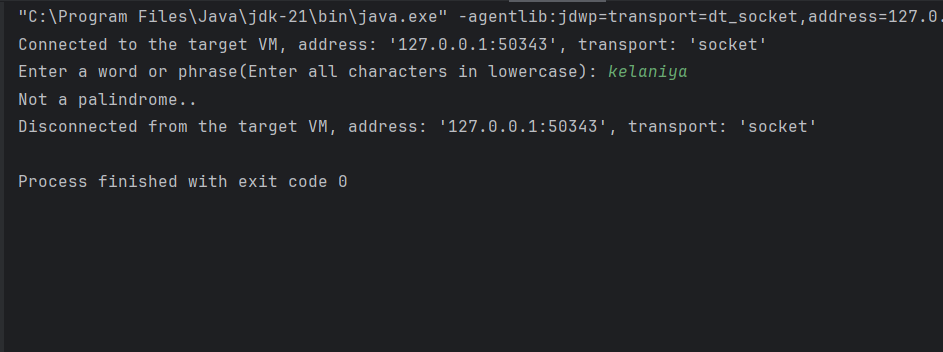 "C:\Program Files\Java\jdk-21\bin\java.exe" -agentlib:jdwp=transport=dt_socket,address=127.0.
Connected to the target VM, address: '127.0.0.1:50343', transport: 'socket'
Enter a word or phrase(Enter all characters in lowercase): kelaniya
Not a palindrome..
Disconnected from the target VM, address: '127.0.0.1:50343', transport: 'socket'
Process finished with exit code 0